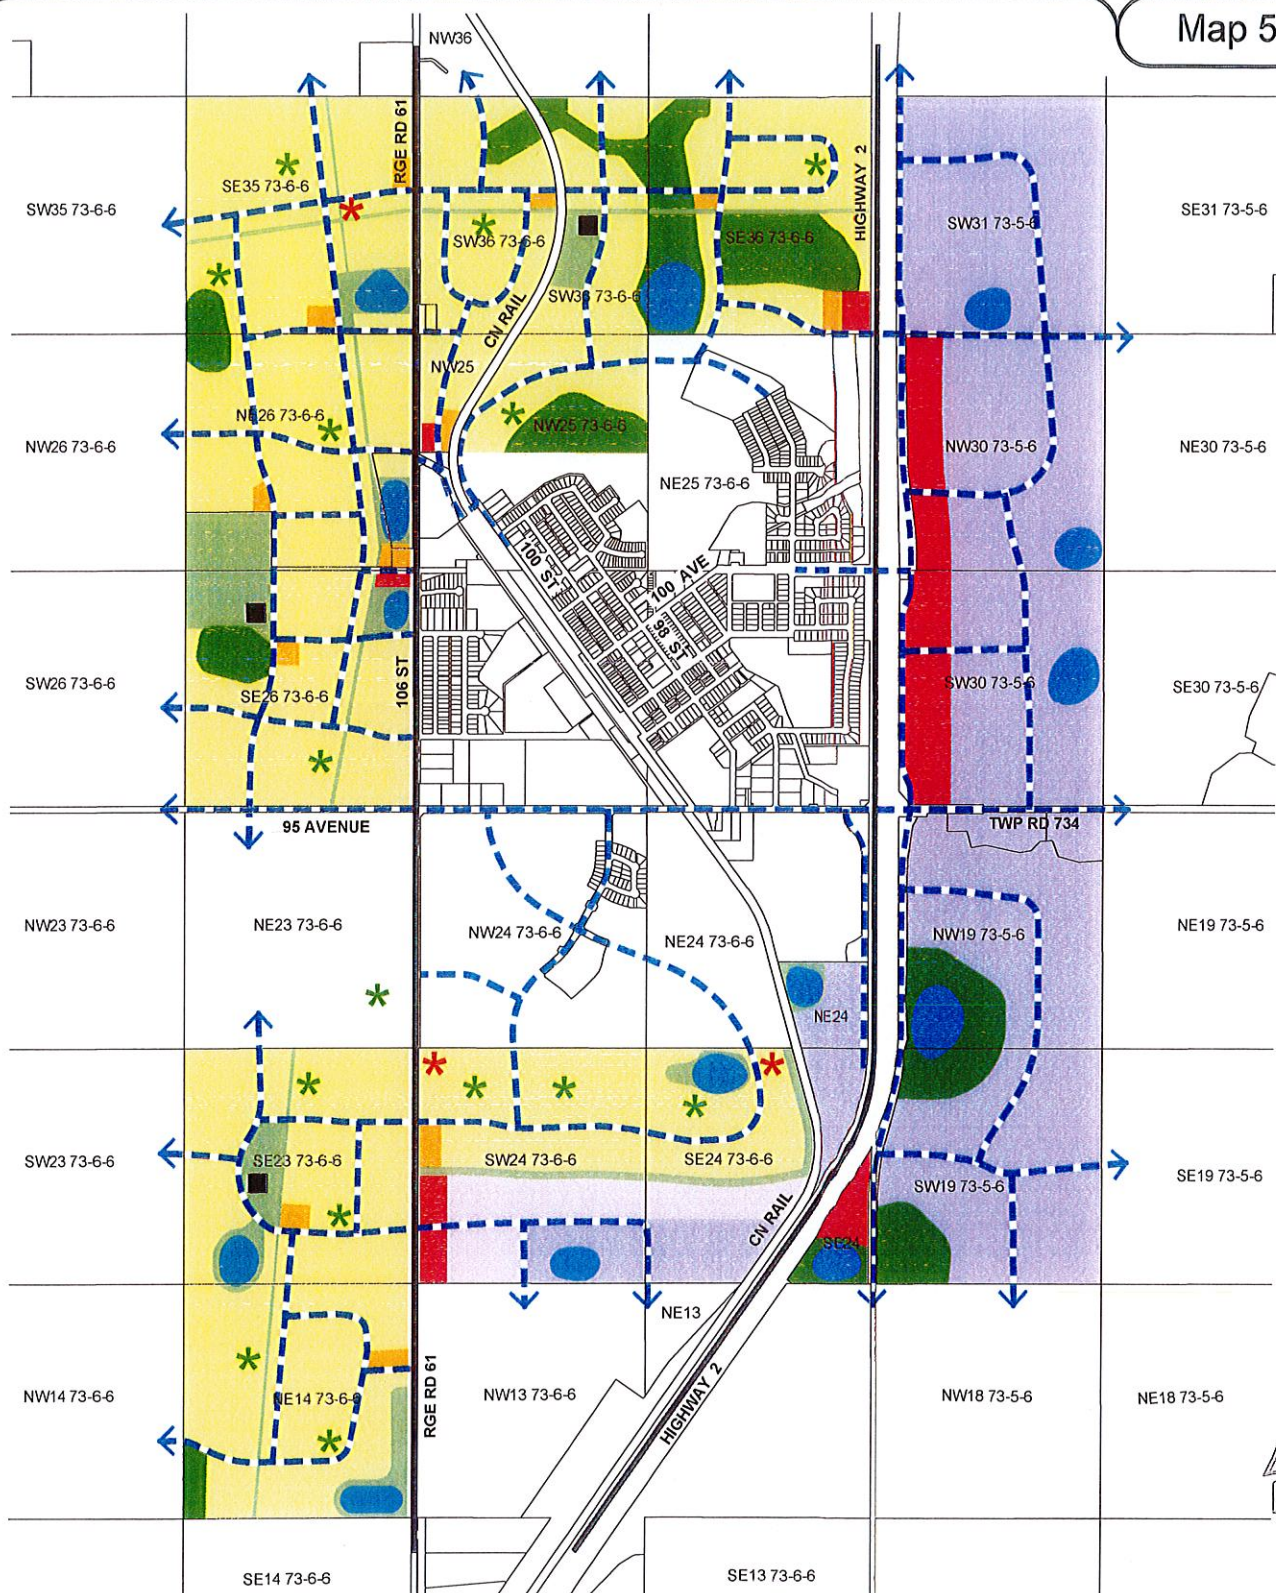 Map 5
NW36
RGE RD 61
HIGHWAY 2
SE35 73-6-6
SW35 73-6-6
SW36 73-6-6
SE36 73-6-6
SW31 73-5-6
SE31 73-5-6
SW36 73-6-6
CN RAIL
NW25
NE26 73-6-6
NW26 73-6-6
NW25 73-6-6
NE25 73-6-6
NW30 73-5-6
NE30 73-5-6
100 ST
100 AVE
98 ST
SW26 73-6-6
SE26 73-6-6
106 ST
SW30 73-5-6
SE30 73-5-6
95 AVENUE
TWP RD 734
NW23 73-6-6
NE23 73-6-6
NW24 73-6-6
NE24 73-6-6
NW19 73-5-6
NE19 73-5-6
NE24
SW23 73-6-6
SE23 73-6-6
SW24 73-6-6
SE24 73-6-6
SW19 73-5-6
SE19 73-5-6
CN RAIL
SE24
NE13
NW14 73-6-6
NE14 73-6-6
RGE RD 61
NW13 73-6-6
HIGHWAY 2
NW18 73-5-6
NE18 73-5-6
SE14 73-6-6
SE13 73-6-6